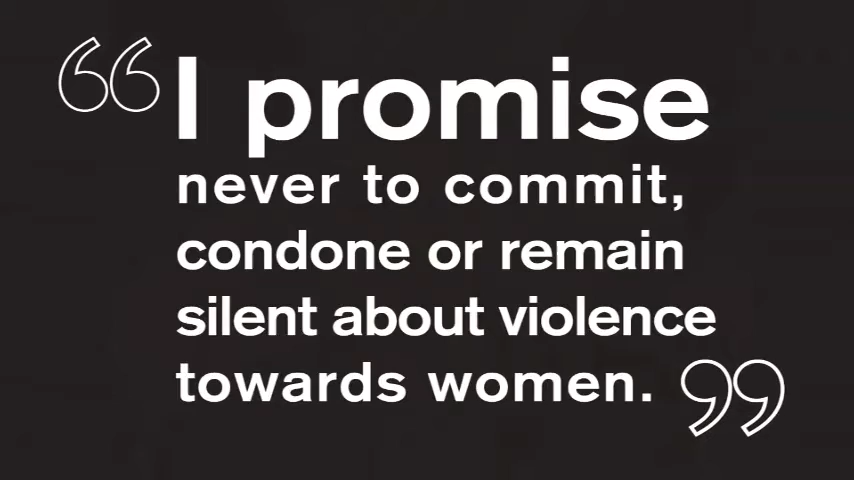 “I promise
never to commit,
condone or remain
silent about violence
towards women.”